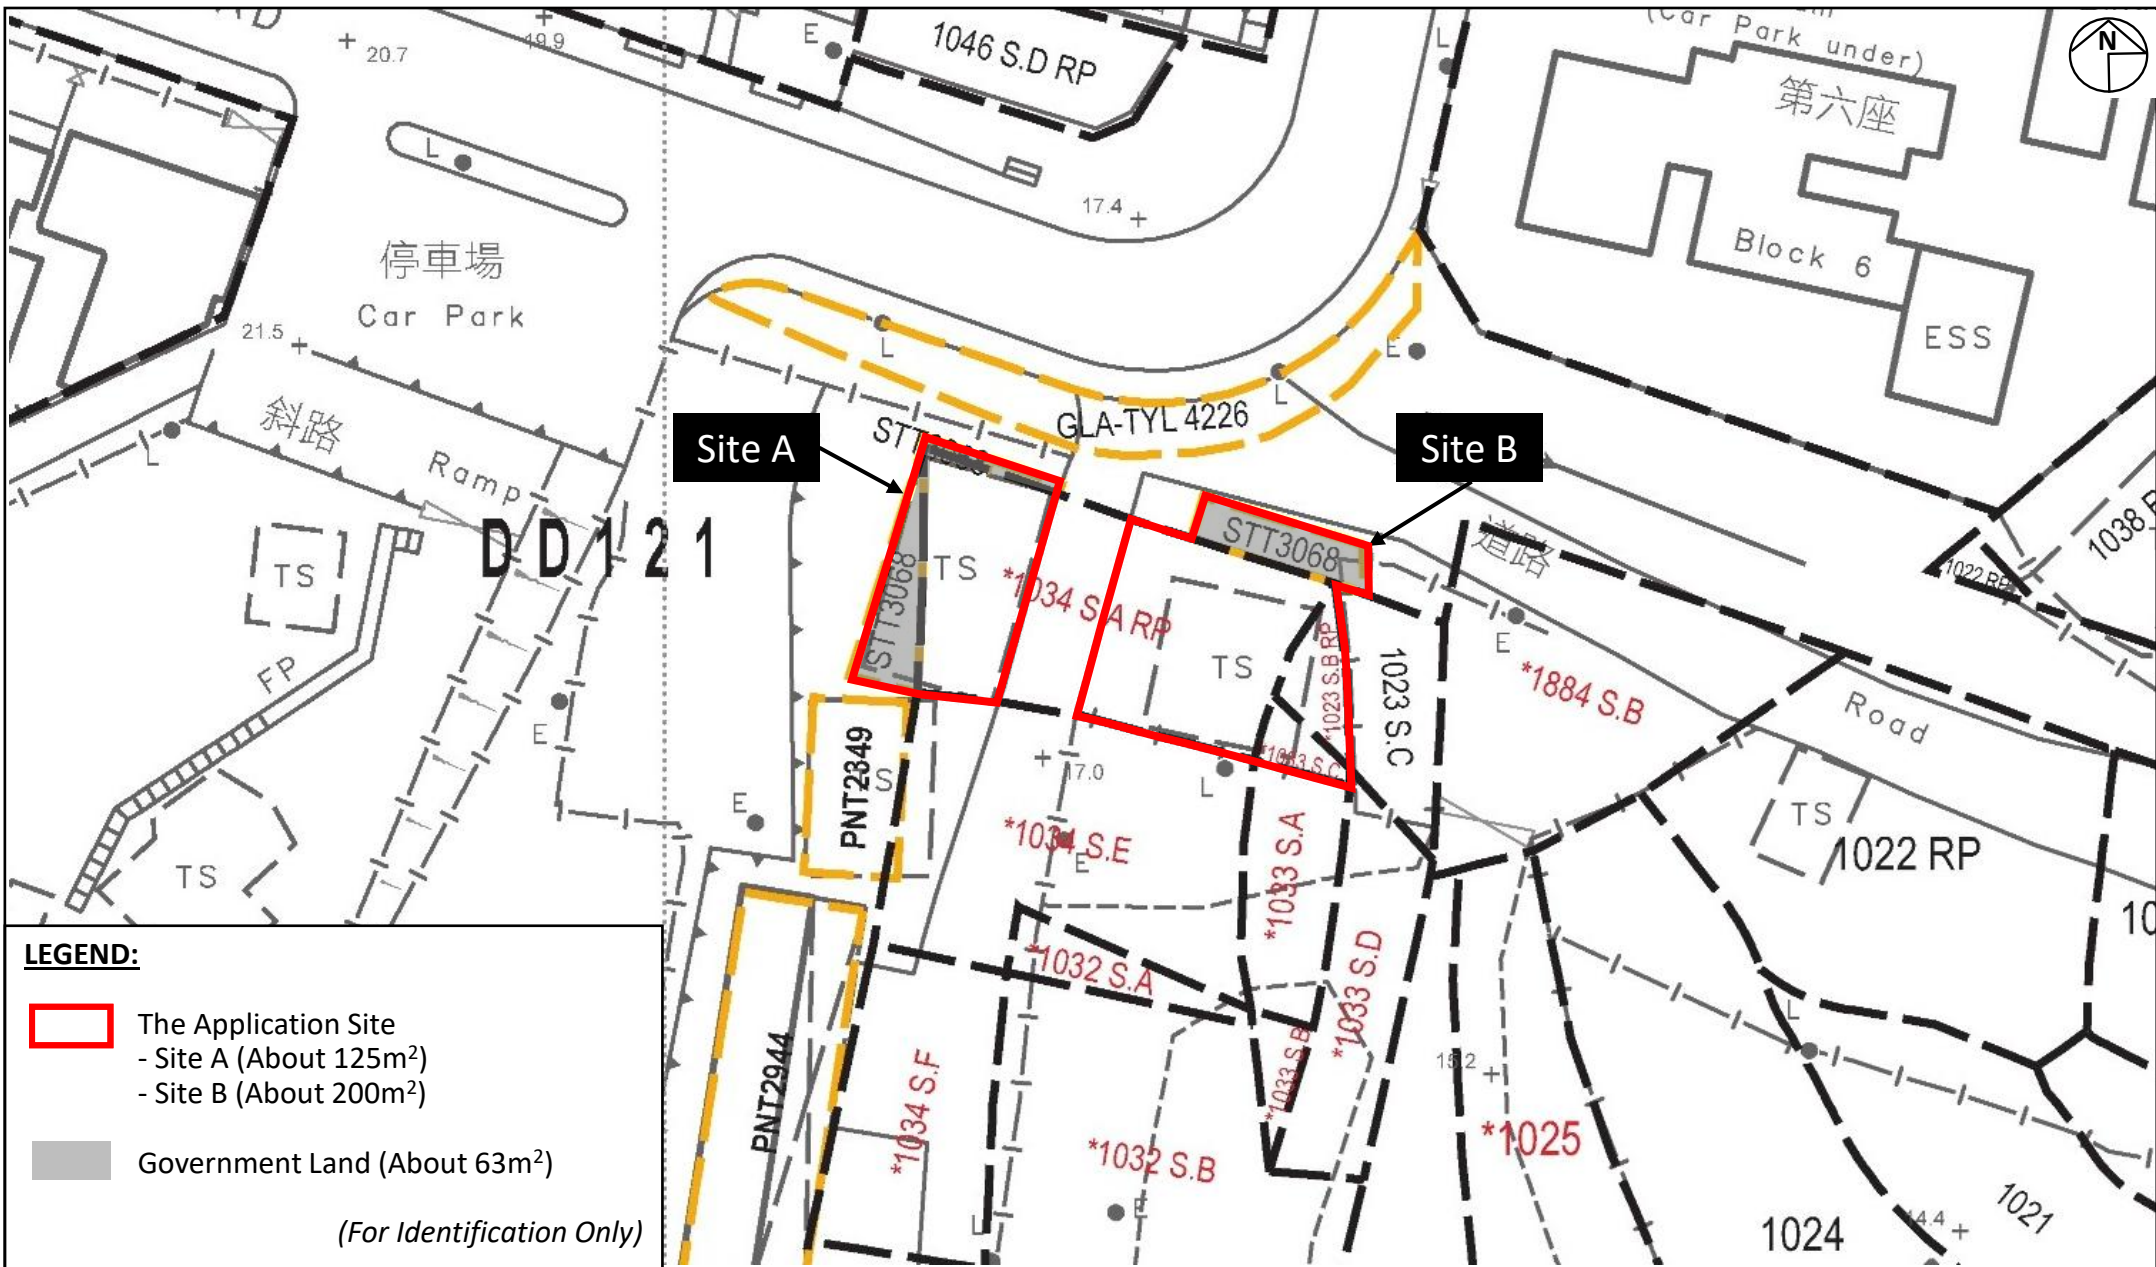 20.7
19.9
E
1046 S.D RP
L
(Car Park under)
N
第六座
L
17.4
Block 6
停車場
Car Park
ESS
21.5
L
E
L
GLA-TYL 4226
斜路
Ramp
L
Site A
Site B
1038
DD121
STT3068
道路
TS
STT3068
TS
*1034 S.A RP
1022 RP
FP
TS
*1023 S.B RP
1023 S.C
E
*1884 S.B
Road
E
E
PNT2349
S
17.0
L
*1033 S.C
TS
TS
*1034 S.E
E
*1033 S.A
1022 RP
10
*1032 S.A
*1033 S.D
L
PNT2944
*1034 S.F
*1033 S.B
15.2
*1032 S.B
*1025
E
L
1024
14.4
1021
LEGEND:
The Application Site
- Site A (About 125m²)
- Site B (About 200m²)
Government Land (About 63m²)
(For Identification Only)